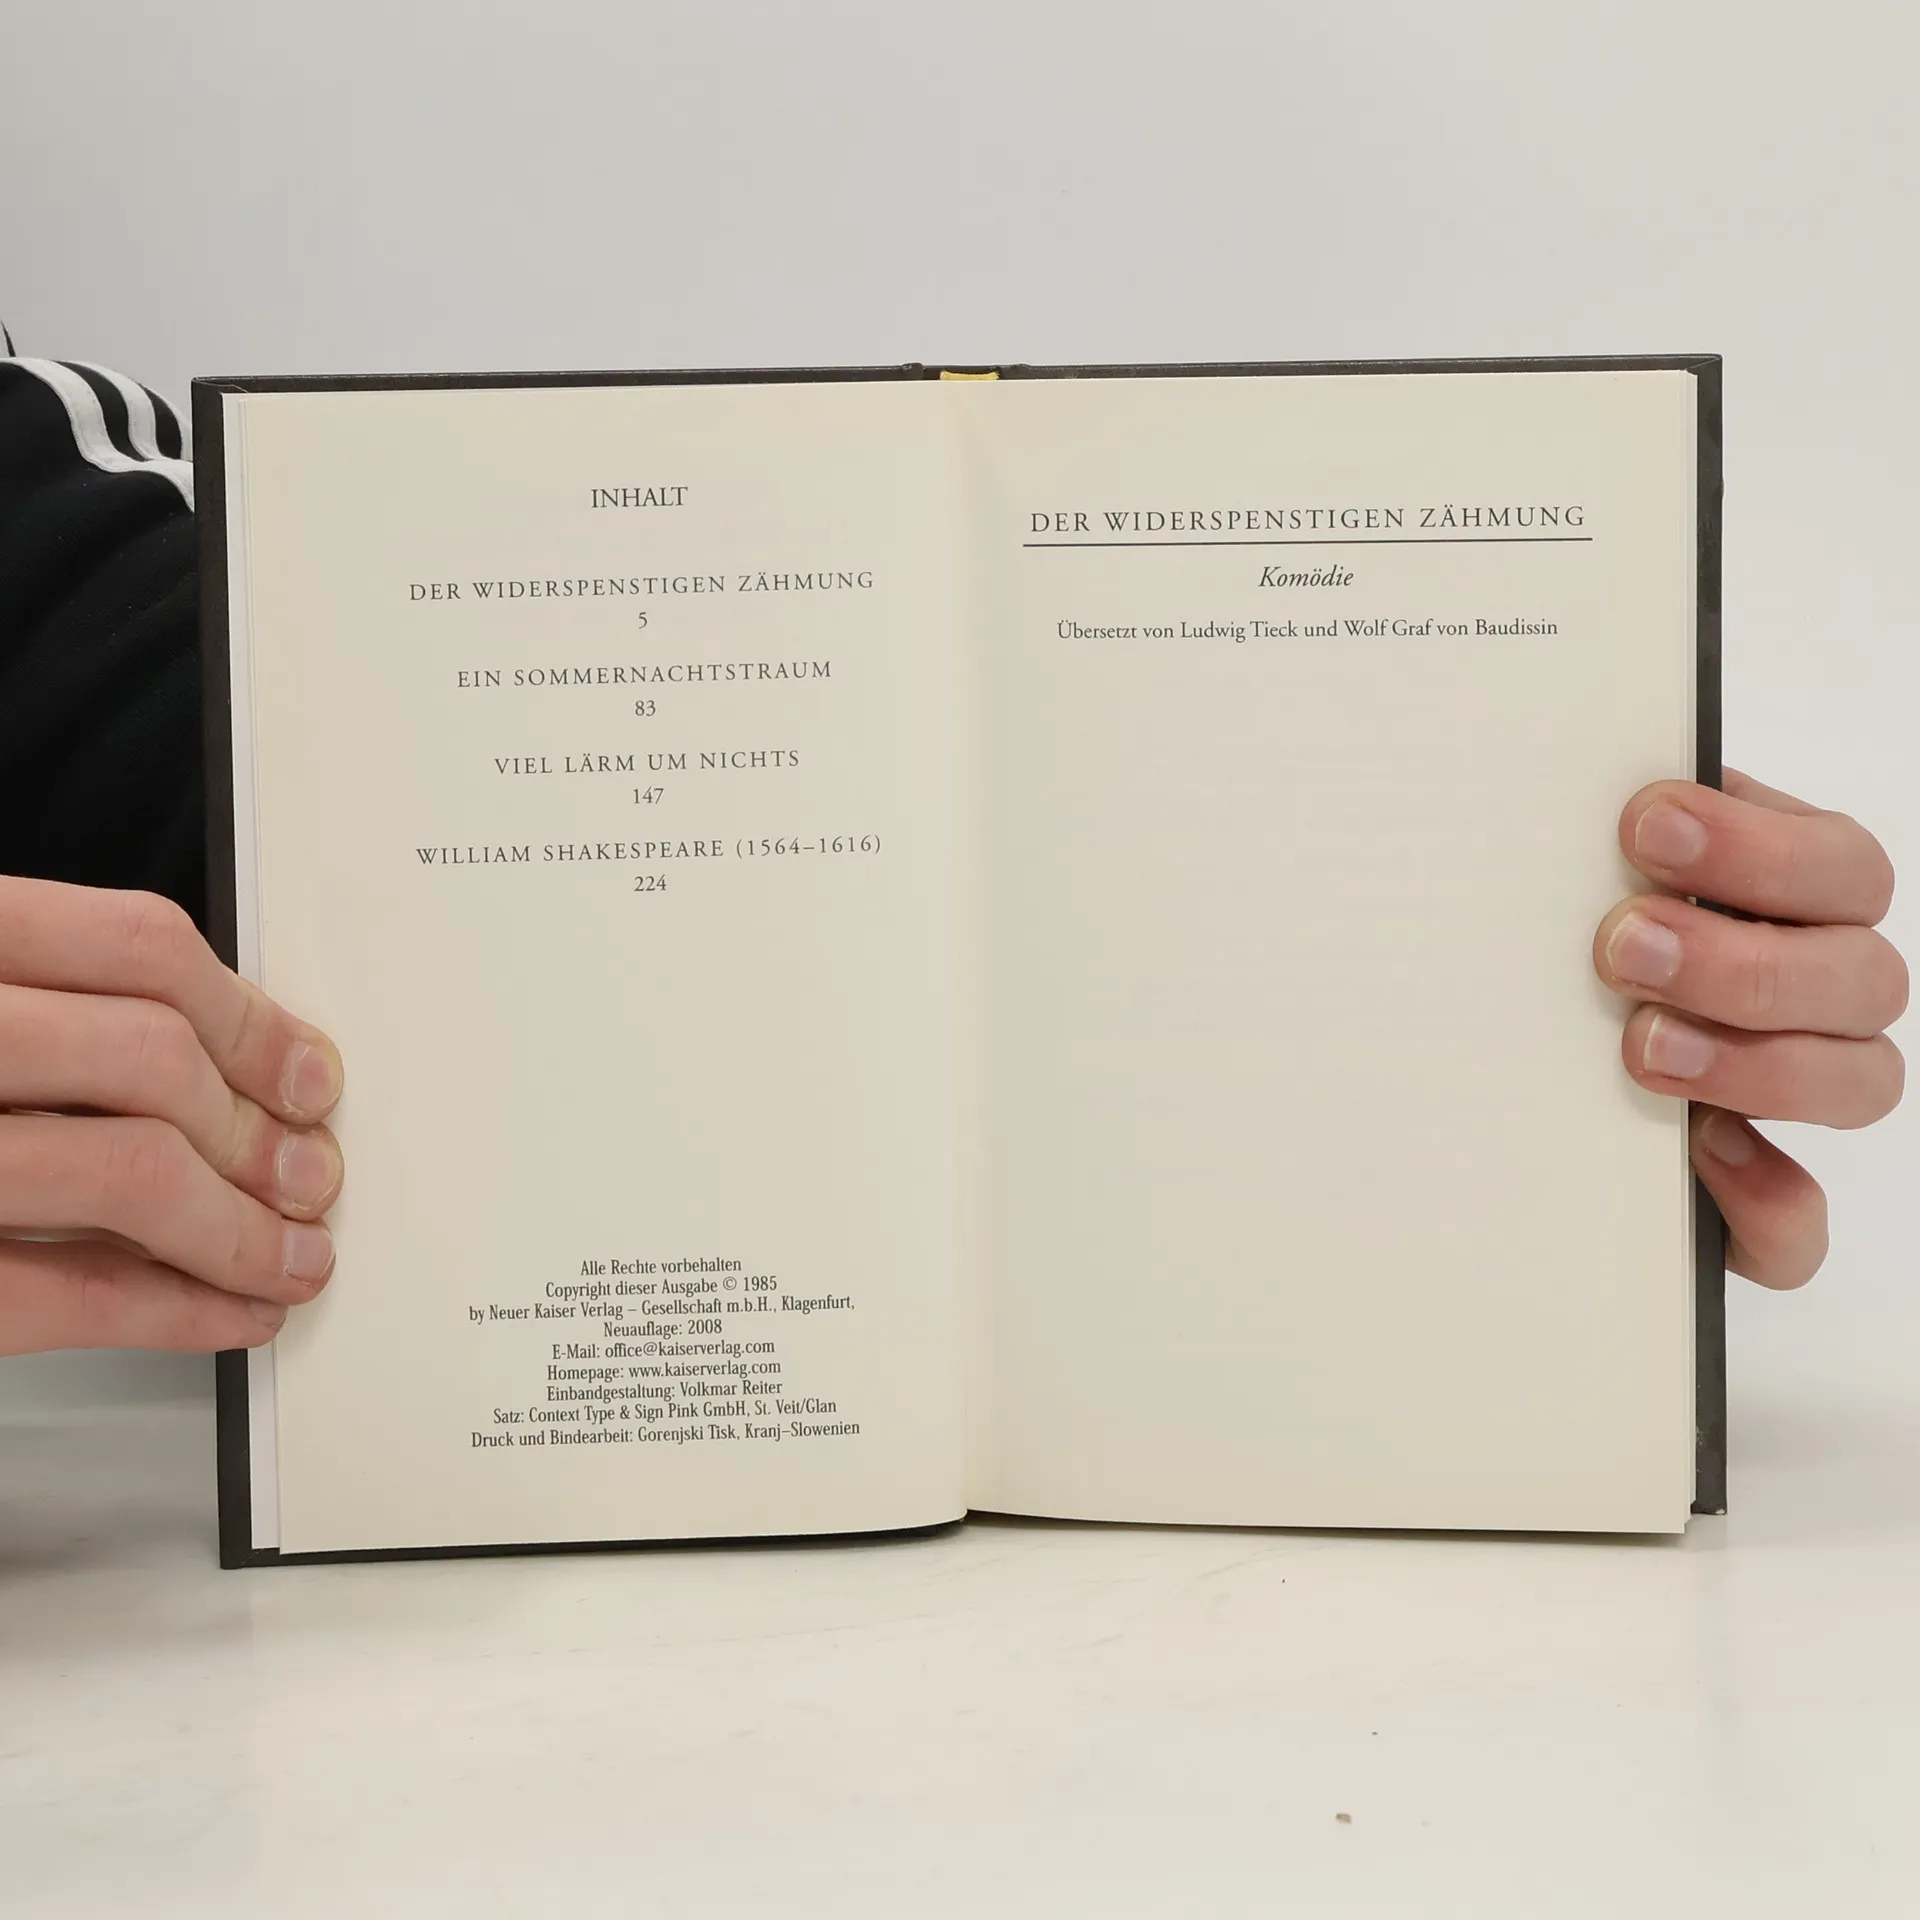 INHALT
DER WIDERSPENSTIGEN ZÄHMUNG
5
EIN SOMMERNACHTSTRAUM
83
VIEL LÄRM UM NICHTS
147
WILLIAM SHAKESPEARE (1564–1616)
224
Alle Rechte vorbehalten
Copyright dieser Ausgabe © 1985
by Neuer Kaiser Verlag – Gesellschaft m.b.H., Klagenfurt,
Neuauflage: 2008
E-Mail: office@kaiserverlag.com
Homepage: www.kaiserverlag.com
Einbandgestaltung: Volkmar Reiter
Satz: Context Type & Sign Pink GmbH, St. Veit/Glan
Druck und Bindearbeit: Gorenjski Tisk, Kranj–Slowenien
DER WIDERSPENSTIGEN ZÄHMUNG
Komödie
Übersetzt von Ludwig Tieck und Wolf Graf von Baudissin